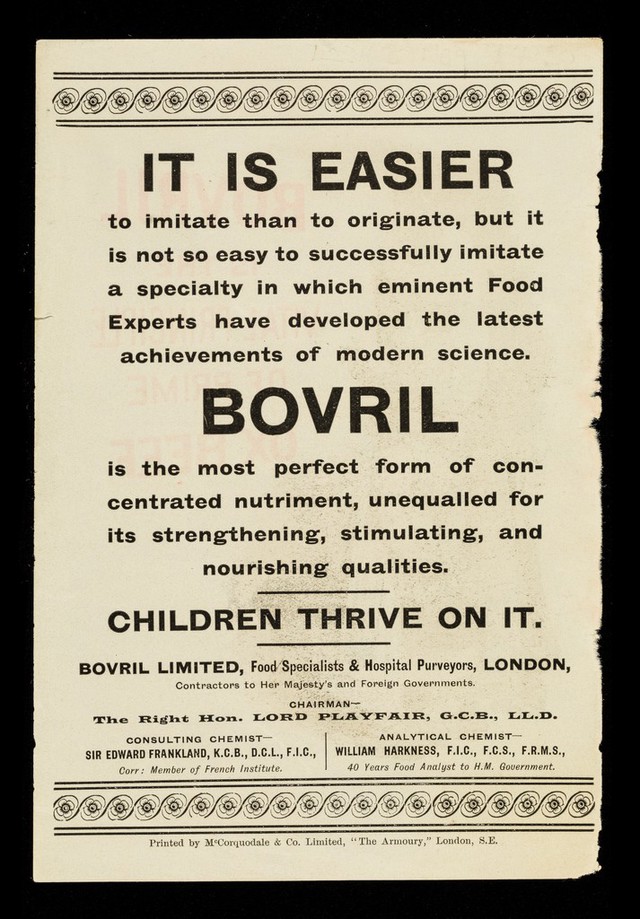 IT IS EASIER
to imitate than to originate, but it
is not so easy to successfully imitate
a specialty in which eminent Food
Experts have developed the latest
achievements of modern science.
BOVRIL
is the most perfect form of con-
centrated nutriment, unequalled for
its strengthening, stimulating, and
nourishing qualities.
CHILDREN THRIVE ON IT.
BOVRIL LIMITED, Food Specialists & Hospital Purveyors, LONDON,
Contractors to Her Majesty's and Foreign Governments.
CHAIRMAN—
The Right Hon. LORD PLAYFAIR, G.C.B., LL.D.
CONSULTING CHEMIST—
SIR EDWARD FRANKLAND, K.C.B., D.C.L., F.I.C.,
Corr: Member of French Institute.
ANALYTICAL CHEMIST—
WILLIAM HARKNESS, F.I.C., F.C.S., F.R.M.S.,
40 Years Food Analyst to H.M. Government.
Printed by McCorquodale & Co. Limited, "The Armoury," London, S.E.